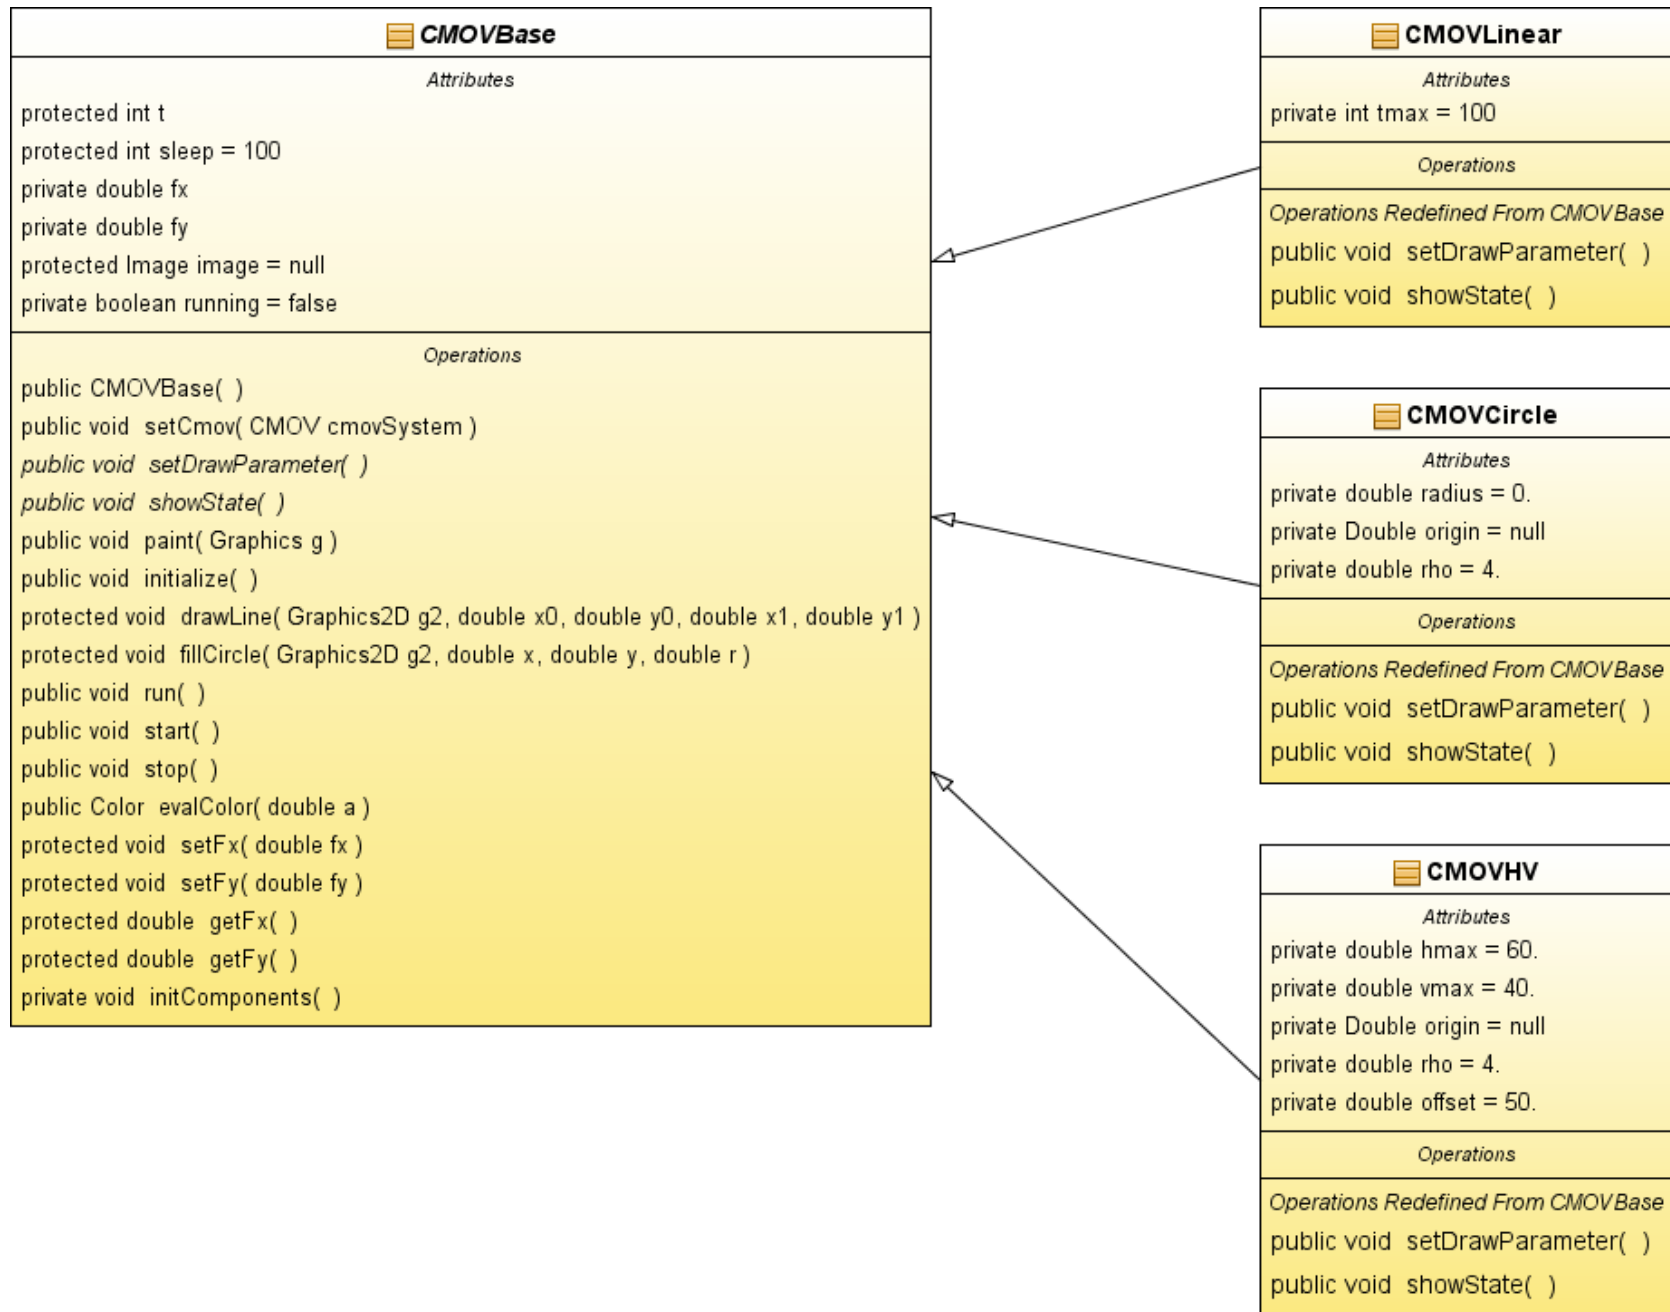 CMOVBase
Attributes
protected int t
protected int sleep = 100
private double fx
private double fy
protected Image image = null
private boolean running = false
Operations
public CMOVBase( )
public void setCmov( CMOV cmovSystem )
public void setDrawParameter( )
public void showState( )
public void paint( Graphics g )
public void initialize( )
protected void drawLine( Graphics2D g2, double x0, double y0, double x1, double y1 )
protected void fillCircle( Graphics2D g2, double x, double y, double r )
public void run( )
public void start( )
public void stop( )
public Color evalColor( double a )
protected void setFx( double fx )
protected void setFy( double fy )
protected double getFx( )
protected double getFy( )
private void initComponents( )
CMOVLinear
Attributes
private int tmax = 100
Operations
Operations Redefined From CMOVBase
public void setDrawParameter( )
public void showState( )
CMOVCircle
Attributes
private double radius = 0.
private Double origin = null
private double rho = 4.
Operations
Operations Redefined From CMOVBase
public void setDrawParameter( )
public void showState( )
CMOVHV
Attributes
private double hmax = 60.
private double vmax = 40.
private Double origin = null
private double rho = 4.
private double offset = 50.
Operations
Operations Redefined From CMOVBase
public void setDrawParameter( )
public void showState( )